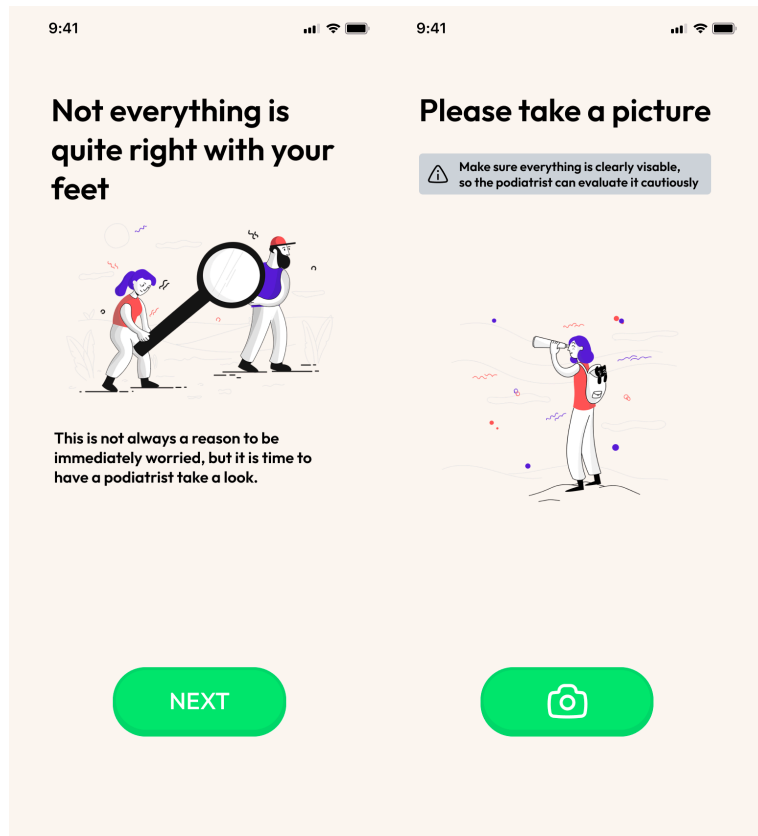 9:41
Not everything is
quite right with your
feet
This is not always a reason to be
immediately worried, but it is time to
have a podiatrist take a look.
NEXT
9:41
Please take a picture
Make sure everything is clearly visable,
so the podiatrist can evaluate it cautiously